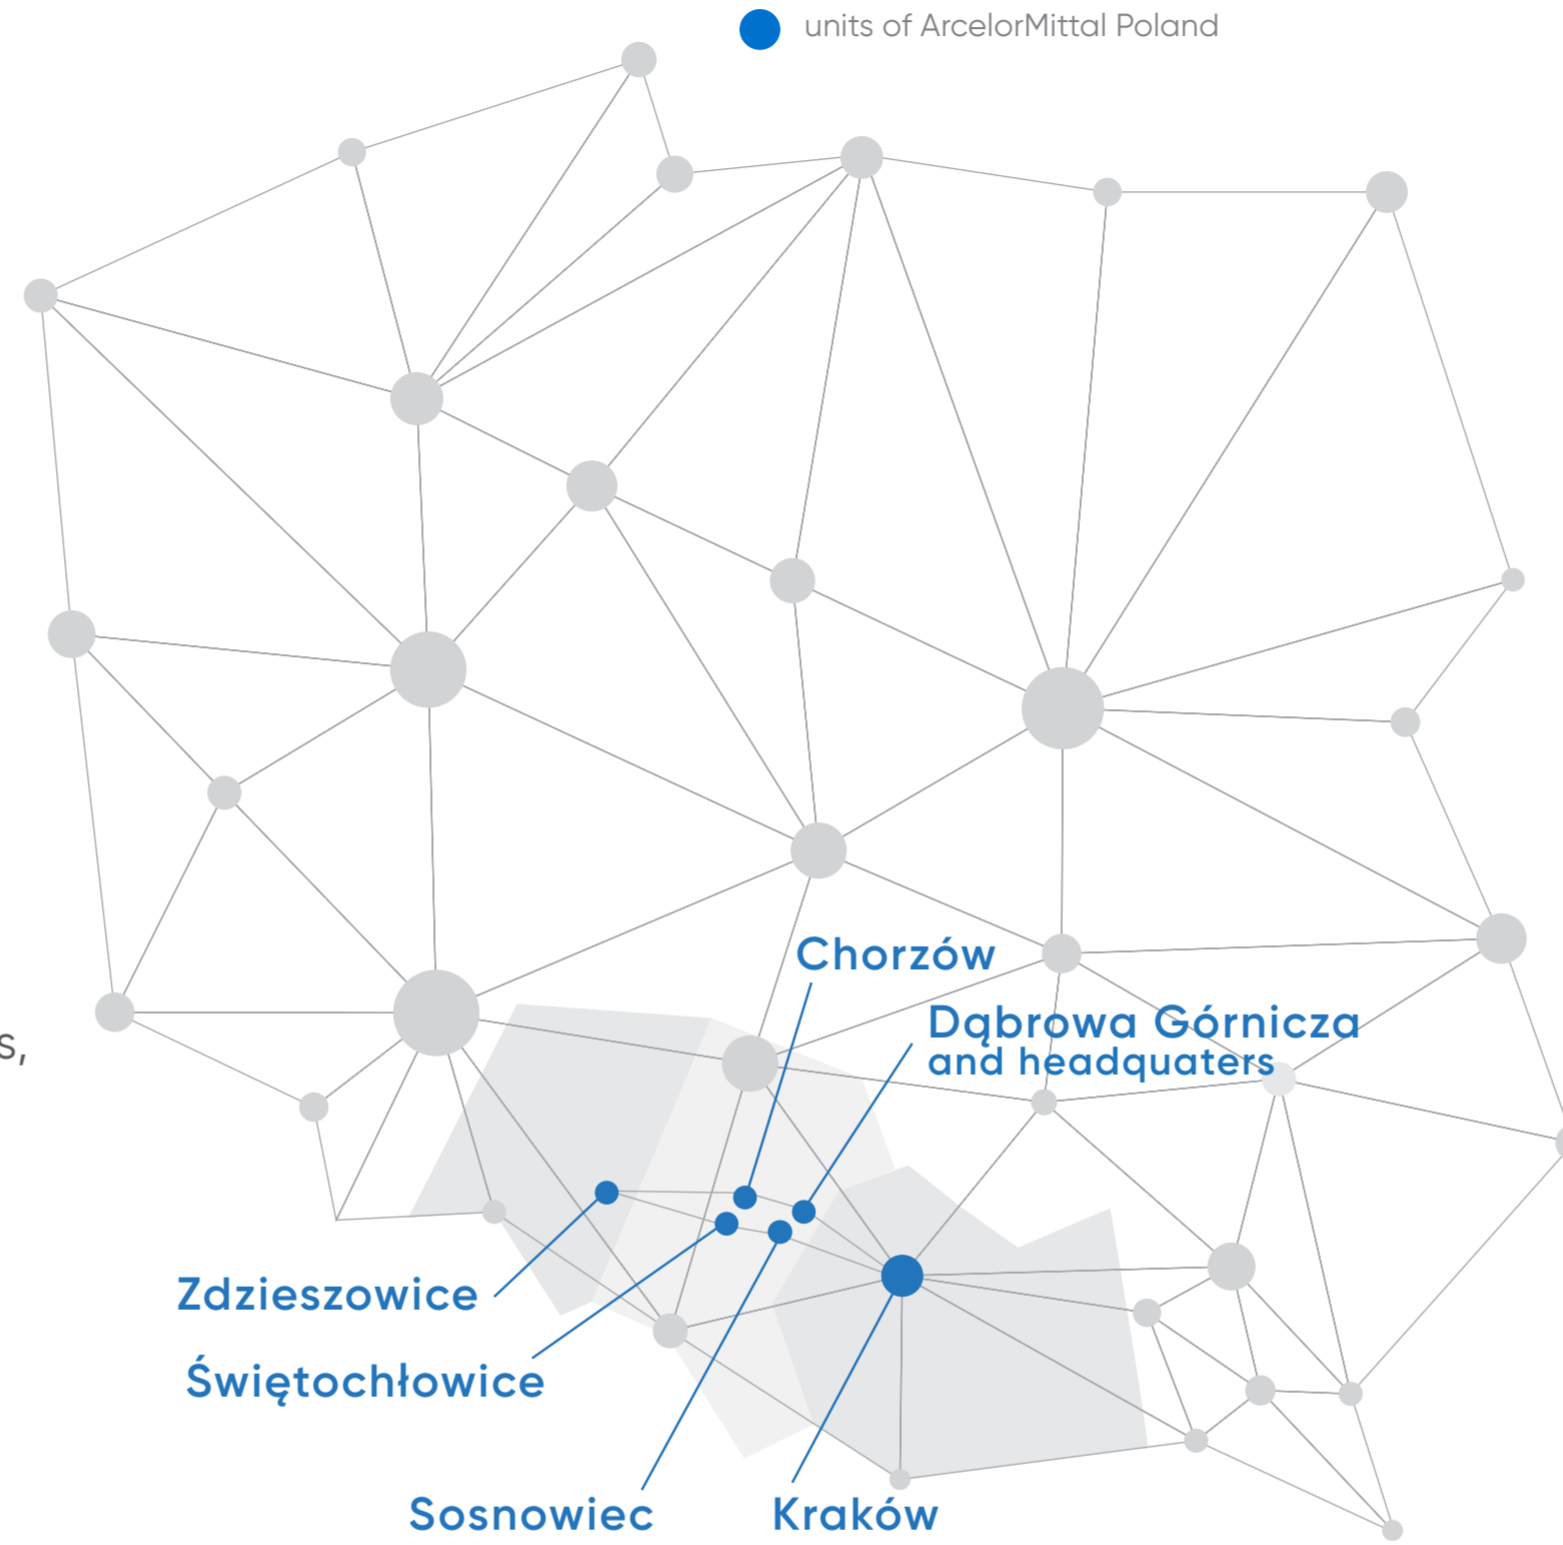 units of ArcelorMittal Poland
Chorzów
Dąbrowa Górnicza
and headquaters
s,
Zdzieszowice
Świętochłowice
Sosnowiec
Kraków